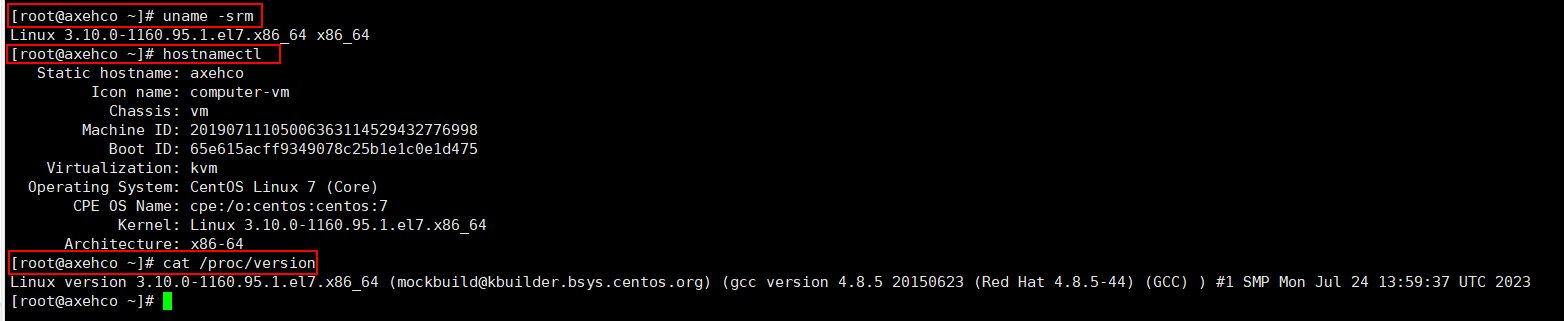 [root@axehco ~]# uname -srm
Linux 3.10.0-1160.95.1.el7.x86_64 x86_64
[root@axehco ~]# hostnamectl
Static hostname: axehco
Icon name: computer-vm
Chassis: vm
Machine ID: 20190711105006363114529432776998
Boot ID: 65e615acff9349078c25b1e1c0e1d475
Virtualization: kvm
Operating System: CentOS Linux 7 (Core)
CPE OS Name: cpe:/o:centos:centos:7
Kernel: Linux 3.10.0-1160.95.1.el7.x86_64
Architecture: x86-64
[root@axehco ~]# cat /proc/version
Linux version 3.10.0-1160.95.1.el7.x86_64 (mockbuild@kbuilder.bsys.centos.org) (gcc version 4.8.5 20150623 (Red Hat 4.8.5-44) (GCC) ) #1 SMP Mon Jul 24 13:59:37 UTC 2023
[root@axehco ~]#